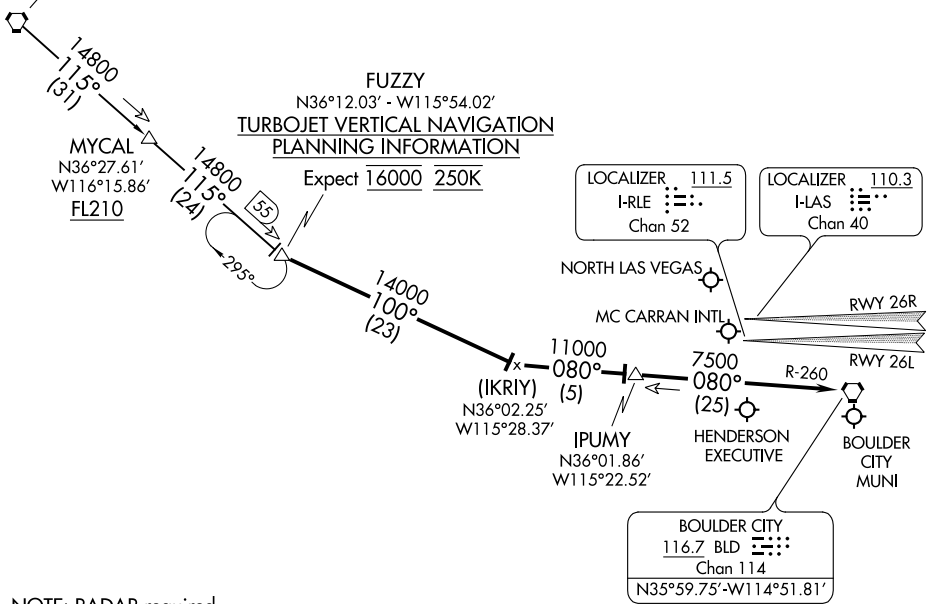 14800
115°
(31)
MYCAL
N36°27.61'
W116°15.86'
FL210
14800
115°
(24)
55
295°
FUZZY
N36°12.03' - W115°54.02'
TURBOJET VERTICAL NAVIGATION
PLANNING INFORMATION
Expect 16000 250K
14000
100°
(23)
x
(IKRIY)
N36°02.25'
W115°28.37'
11000
080°
(5)
IPUMY
N36°01.86'
W115°22.52'
LOCALIZER 111.5
I-RLE
Chan 52
LOCALIZER 110.3
I-LAS
Chan 40
NORTH LAS VEGAS
MC CARRAN INTL
RWY 26R
RWY 26L
7500
080°
(25)
R-260
HENDERSON
EXECUTIVE
BOULDER
CITY
MUNI
BOULDER CITY
116.7 BLD
Chan 114
N35°59.75'-W114°51.81'
NOTE: RADAR required